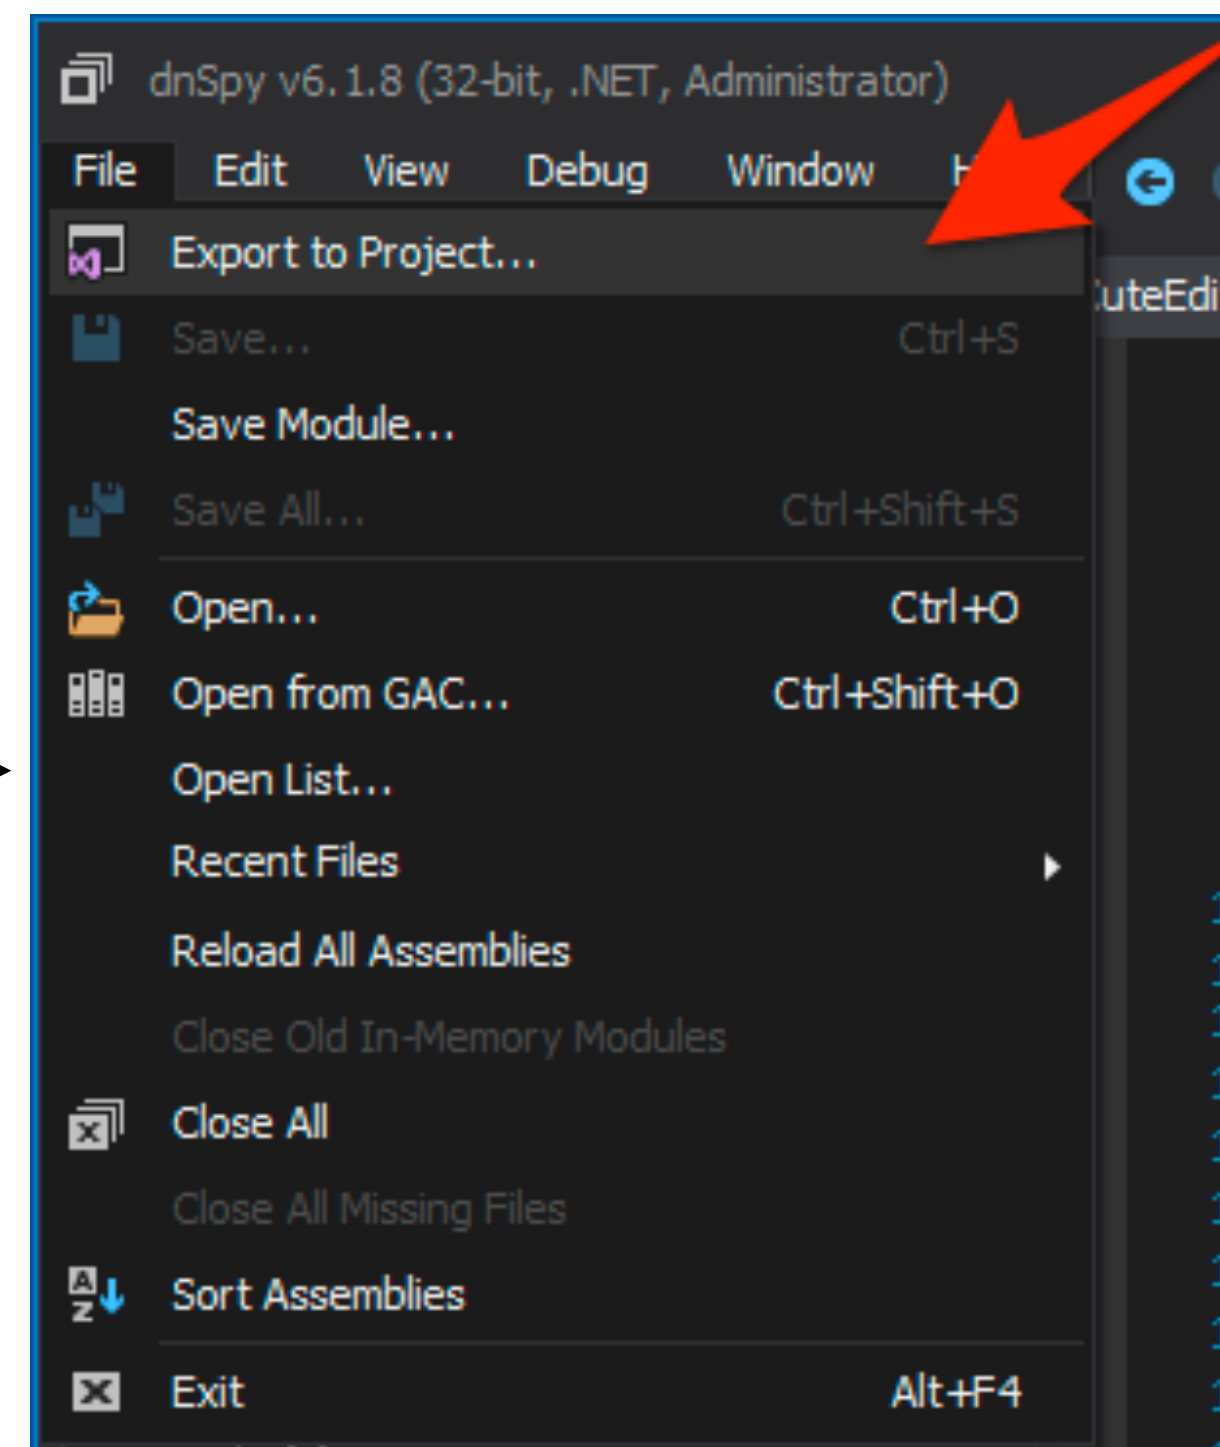 dnSpy v6.1.8 (32-bit, .NET, Administrator)
File Edit View Debug Window
Export to Project...
Save... Ctrl+S
Save Module...
Save All... Ctrl+Shift+S
Open... Ctrl+O
Open from GAC... Ctrl+Shift+O
Open List...
Recent Files
Reload All Assemblies
Close Old In-Memory Modules
Close All
Close All Missing Files
Sort Assemblies
Exit Alt+F4